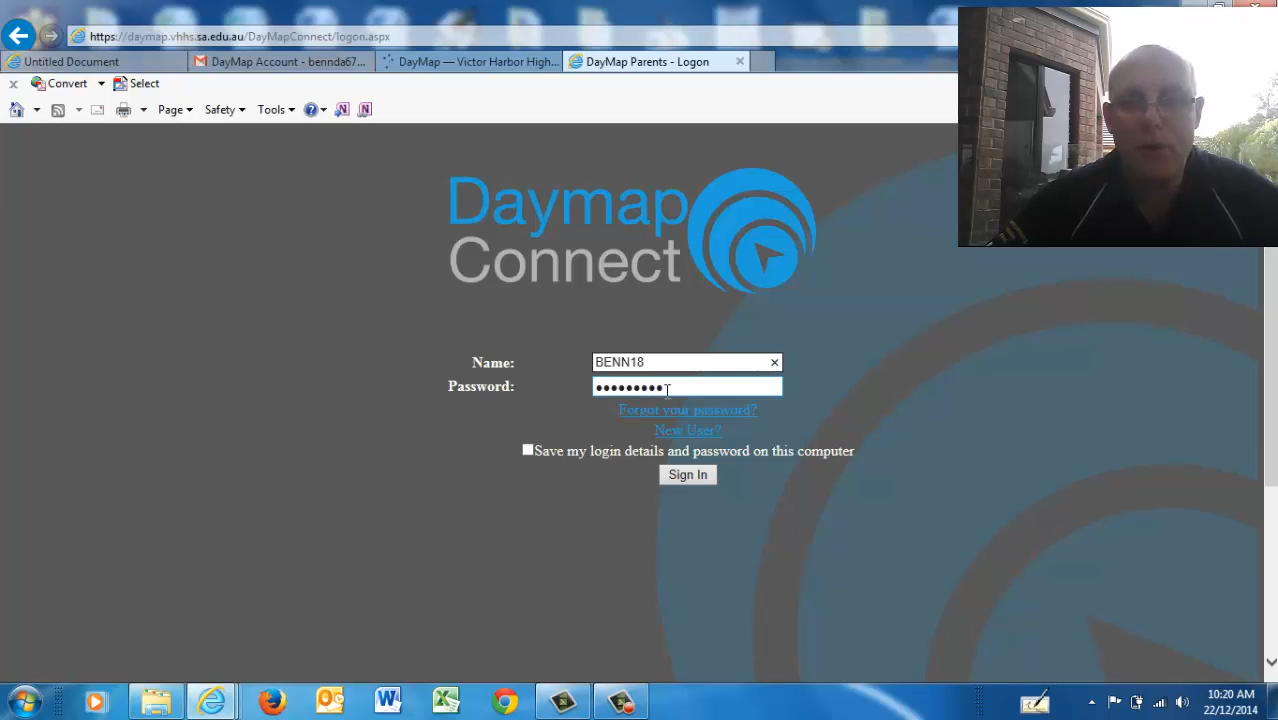 https://daymap.vhhs.sa.edu.au/DayMapConnect/logon.aspx
Untitled Document
DayMap Account - bennda67...
DayMap — Victor Harbor High...
DayMap Parents - Logon
Convert
Select
Page
Safety
Tools
Daymap
Connect
Name:
BENN18
Password:
Forgot your password?
New User?
Save my login details and password on this computer
Sign In
10:20 AM
22/12/2014